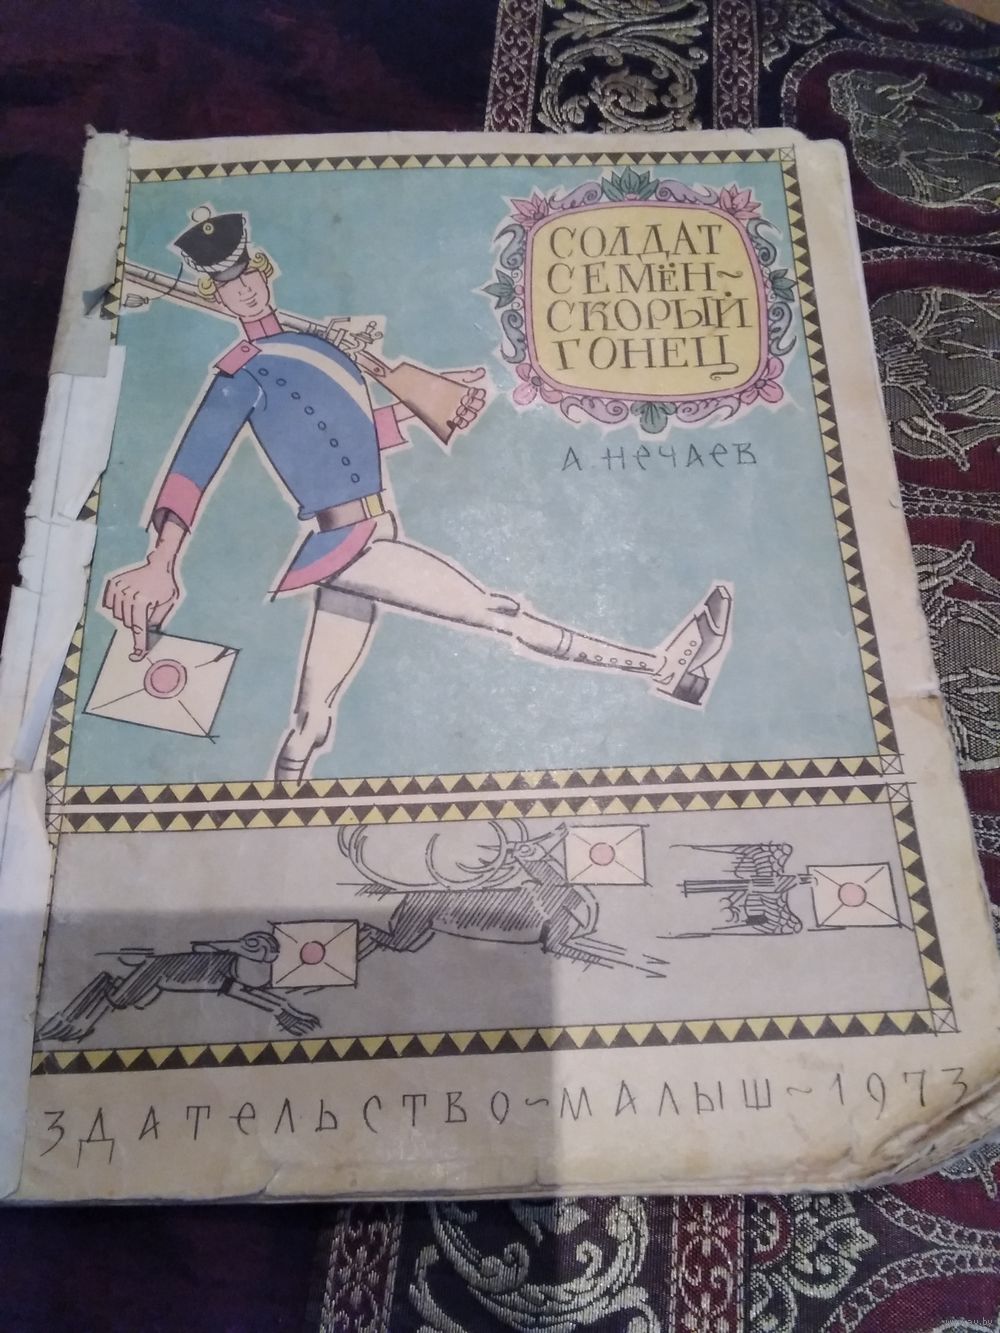 СОЛДАТ
СЕМЁН~
СКОРЫЙ
ГОНЕЦ
А. НЕЧАЕВ
ЗДАТЕЛЬСТВО~МАЛЫШ~1973